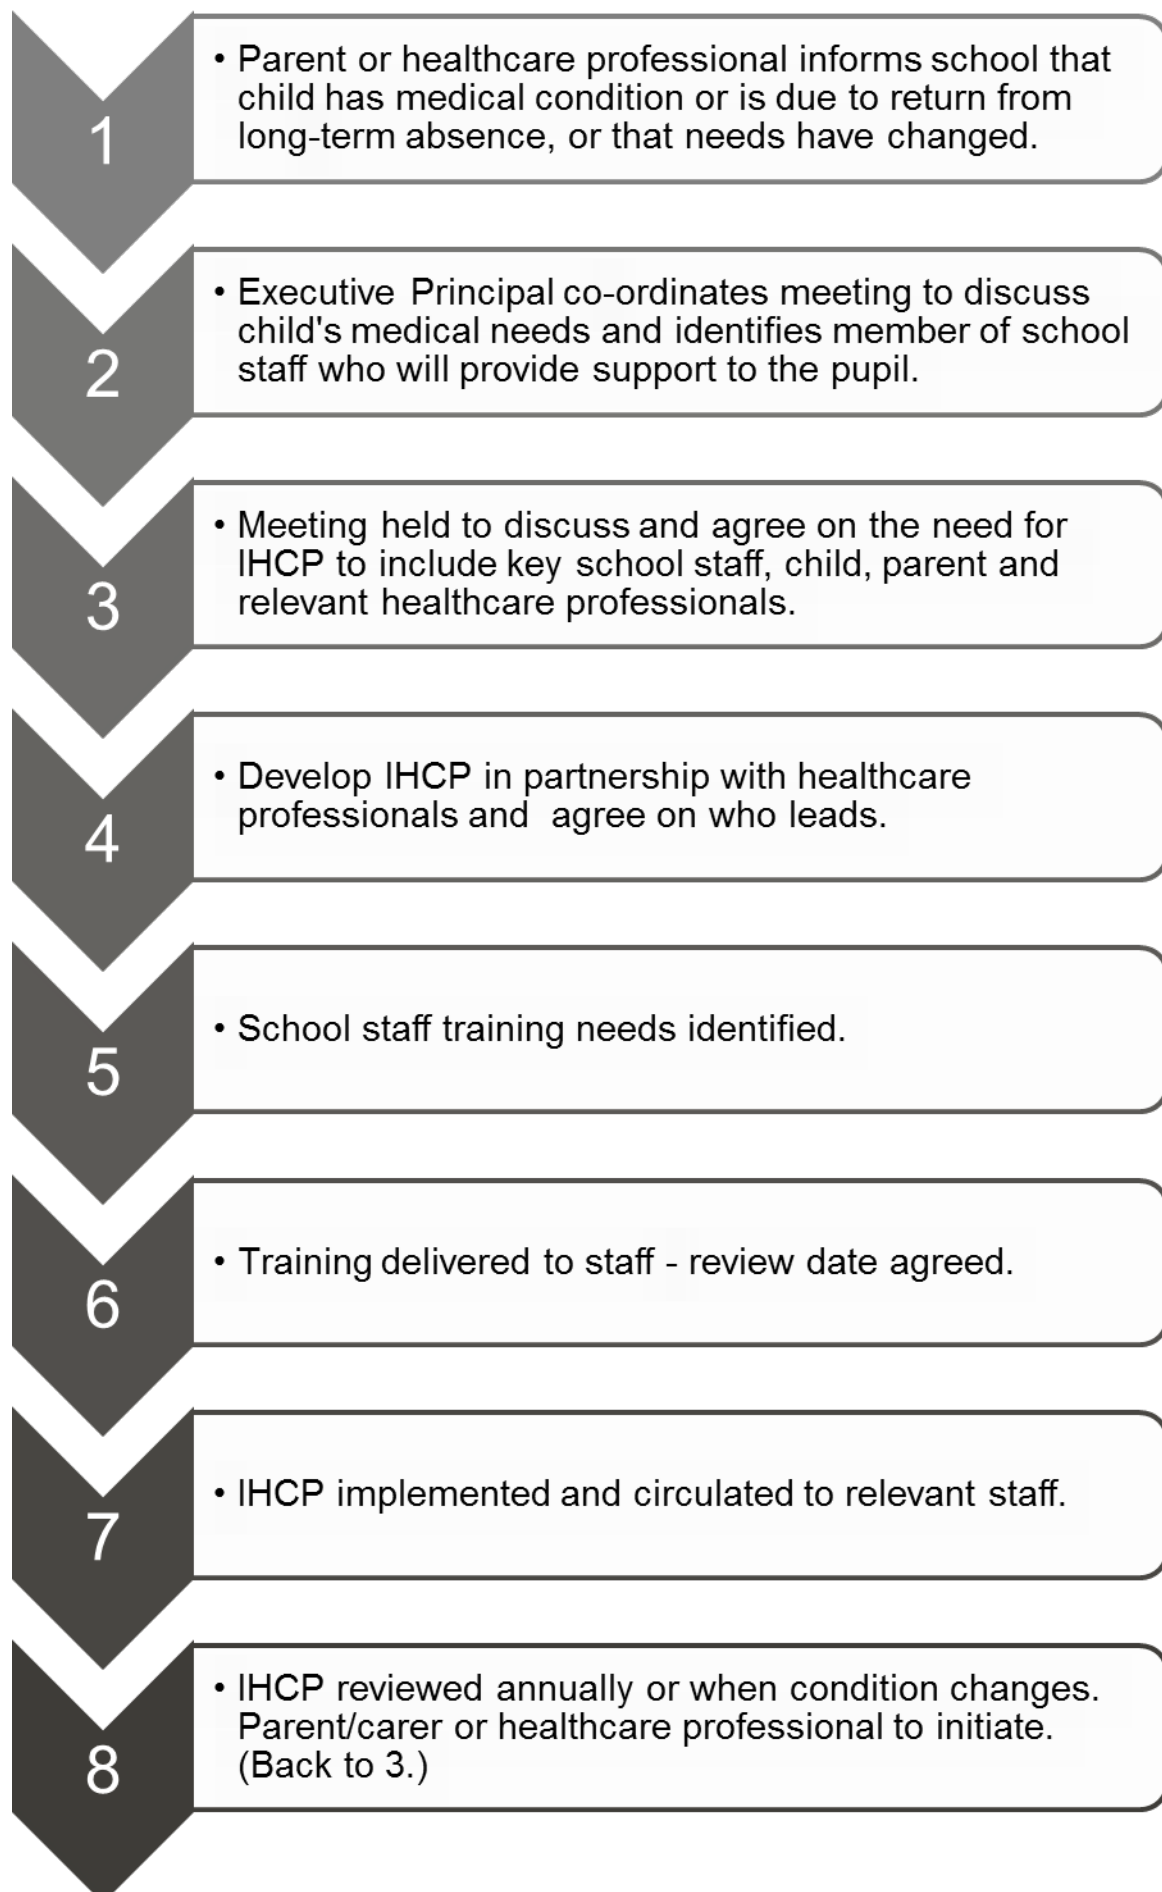 1
• Parent or healthcare professional informs school that
child has medical condition or is due to return from
long-term absence, or that needs have changed.
2
• Executive Principal co-ordinates meeting to discuss
child's medical needs and identifies member of school
staff who will provide support to the pupil.
3
• Meeting held to discuss and agree on the need for
IHCP to include key school staff, child, parent and
relevant healthcare professionals.
4
• Develop IHCP in partnership with healthcare
professionals and  agree on who leads.
5
• School staff training needs identified.
6
• Training delivered to staff - review date agreed.
7
• IHCP implemented and circulated to relevant staff.
8
• IHCP reviewed annually or when condition changes.
Parent/carer or healthcare professional to initiate.
(Back to 3.)